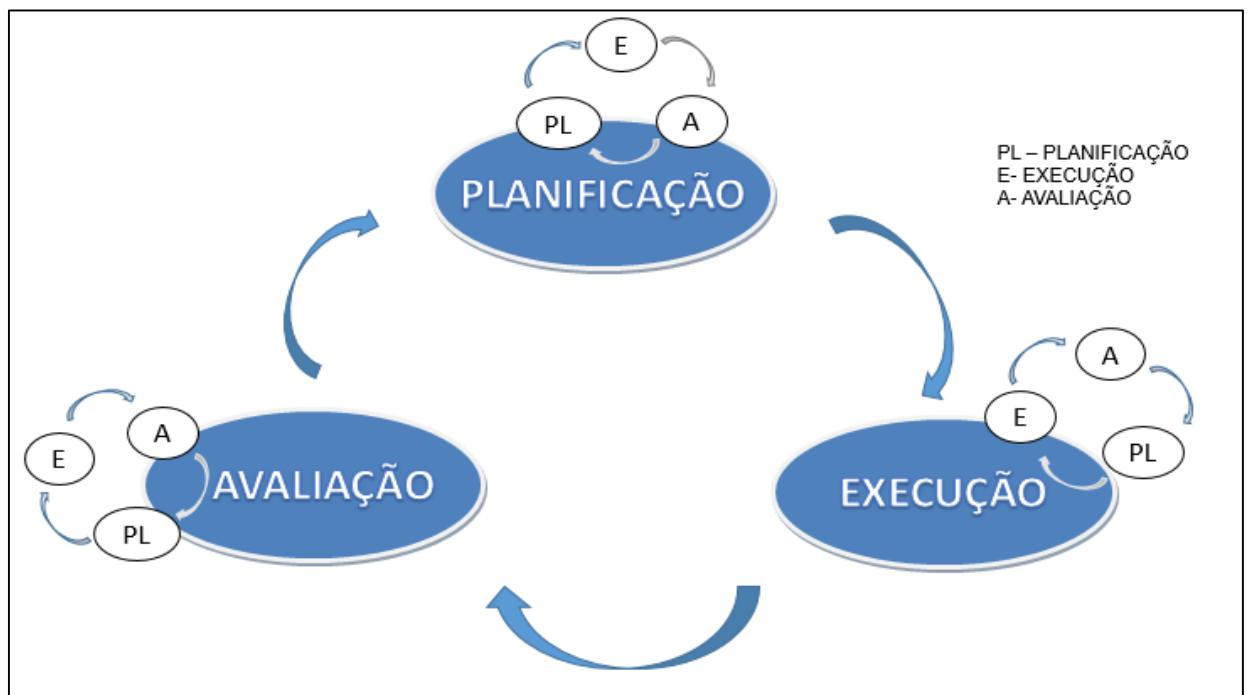 E
PL
A
PLANIFICAÇÃO
PL – PLANIFICAÇÃO
E- EXECUÇÃO
A- AVALIAÇÃO
A
E
PL
EXECUÇÃO
A
E
PL
AVALIAÇÃO